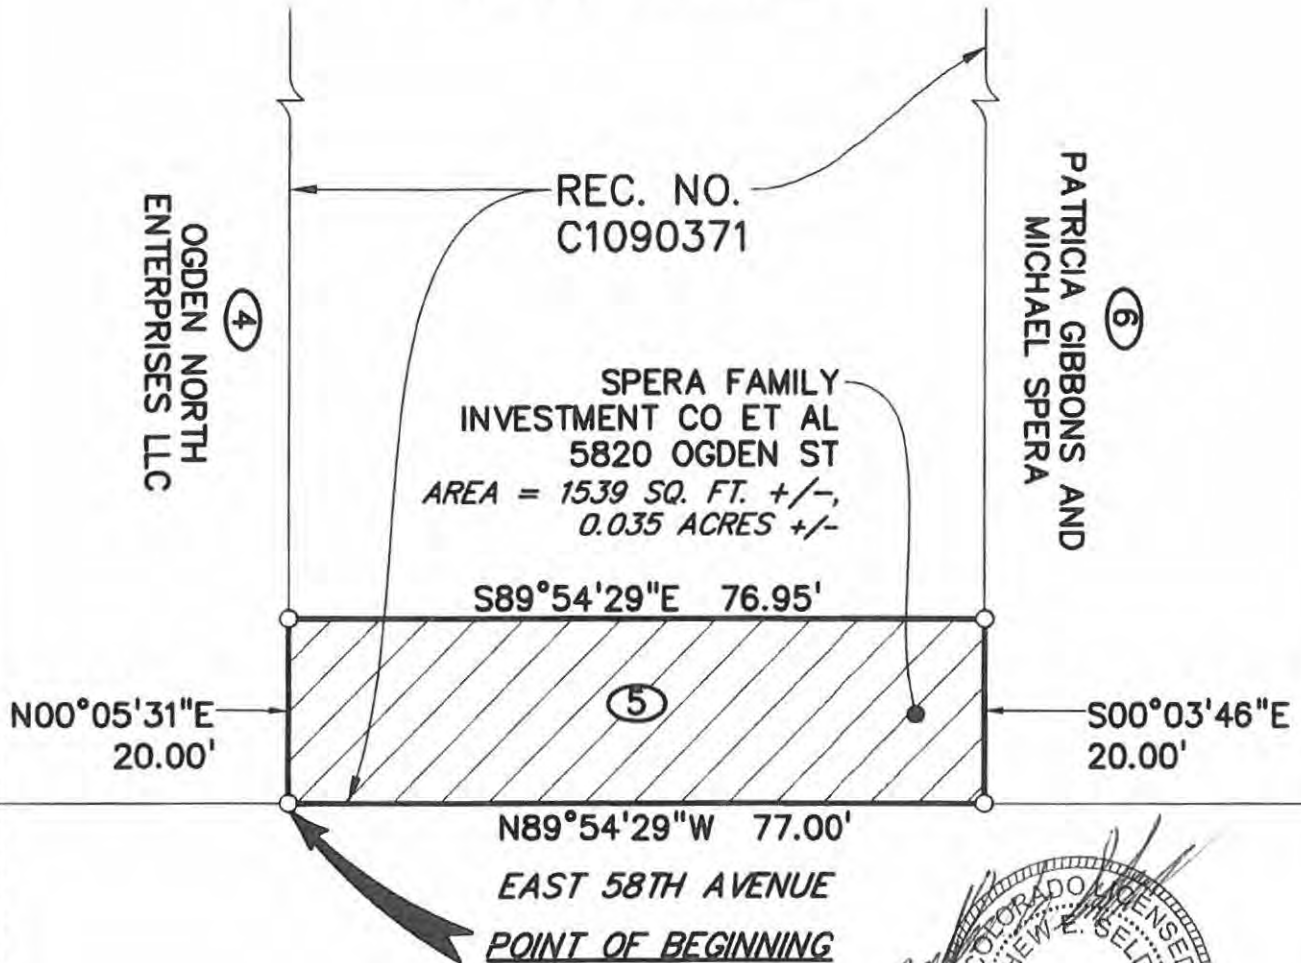 REC. NO.
C1090371
OGDEN NORTH
ENTERPRISES LLC
4
PATRICIA GIBBONS AND
MICHAEL SPERA
6
SPERA FAMILY
INVESTMENT CO ET AL
5820 OGDEN ST
AREA = 1539 SQ. FT. +/-,
0.035 ACRES +/-
S89°54'29"E 76.95'
N00°05'31"E
20.00'
5
S00°03'46"E
20.00'
N89°54'29"W 77.00'
EAST 58TH AVENUE
POINT OF BEGINNING
COLORADO LICENSED